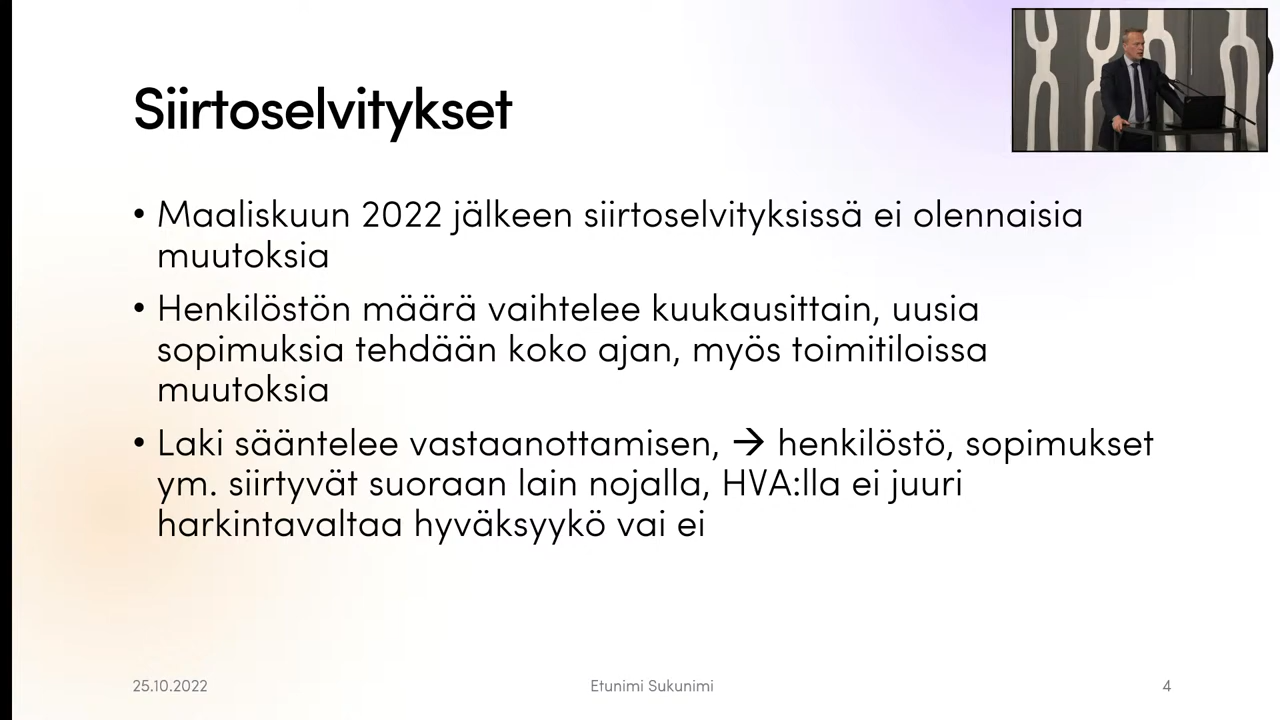 Siirtoselvitykset
• Maaliskuun 2022 jälkeen siirtoselvityksissä ei olennaisia
muutoksia
• Henkilöstön määrä vaihtelee kuukausittain, uusia
sopimuksia tehdään koko ajan, myös toimitiloissa
muutoksia
• Laki sääntelee vastaanottamisen, → henkilöstö, sopimukset
ym. siirtyvät suoraan lain nojalla, HVA:lla ei juuri
harkintavaltaa hyväksyykö vai ei
25.10.2022
Etunimi Sukunimi
4